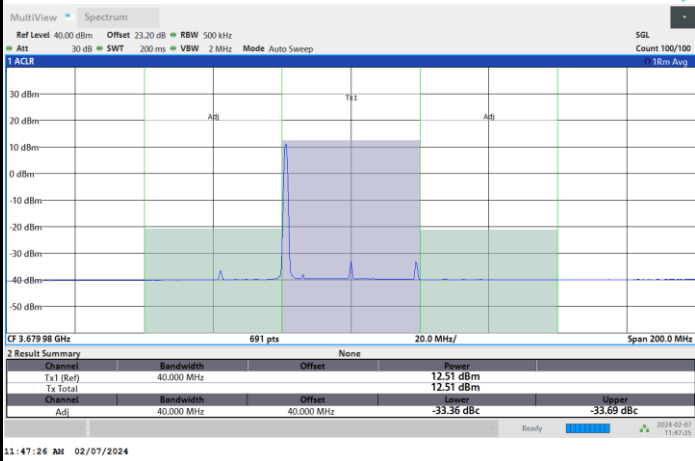 MultiView Spectrum
Ref Level 40.00 dBm Offset 23.20 dB RBW 500 kHz SGL
Att 30 dB SWT 200 ms VBW 2 MHz Mode Auto Sweep Count 100/100
1 ACLR 1Rm Avg
30 dBm
Tx1
20 dBm Adj Adj
10 dBm
0 dBm
-10 dBm
-20 dBm
-30 dBm
-40 dBm
-50 dBm
CF 3.679 98 GHz 691 pts 20.0 MHz/ Span 200.0 MHz
2 Result Summary None
Channel Bandwidth Offset Power
Tx1 (Ref) 40.000 MHz 12.51 dBm
Tx Total 12.51 dBm
Channel Bandwidth Offset Lower Upper
Adj 40.000 MHz 40.000 MHz -33.36 dBc -33.69 dBc
Ready 2024-02-07
11:47:25
11:47:26 AM 02/07/2024